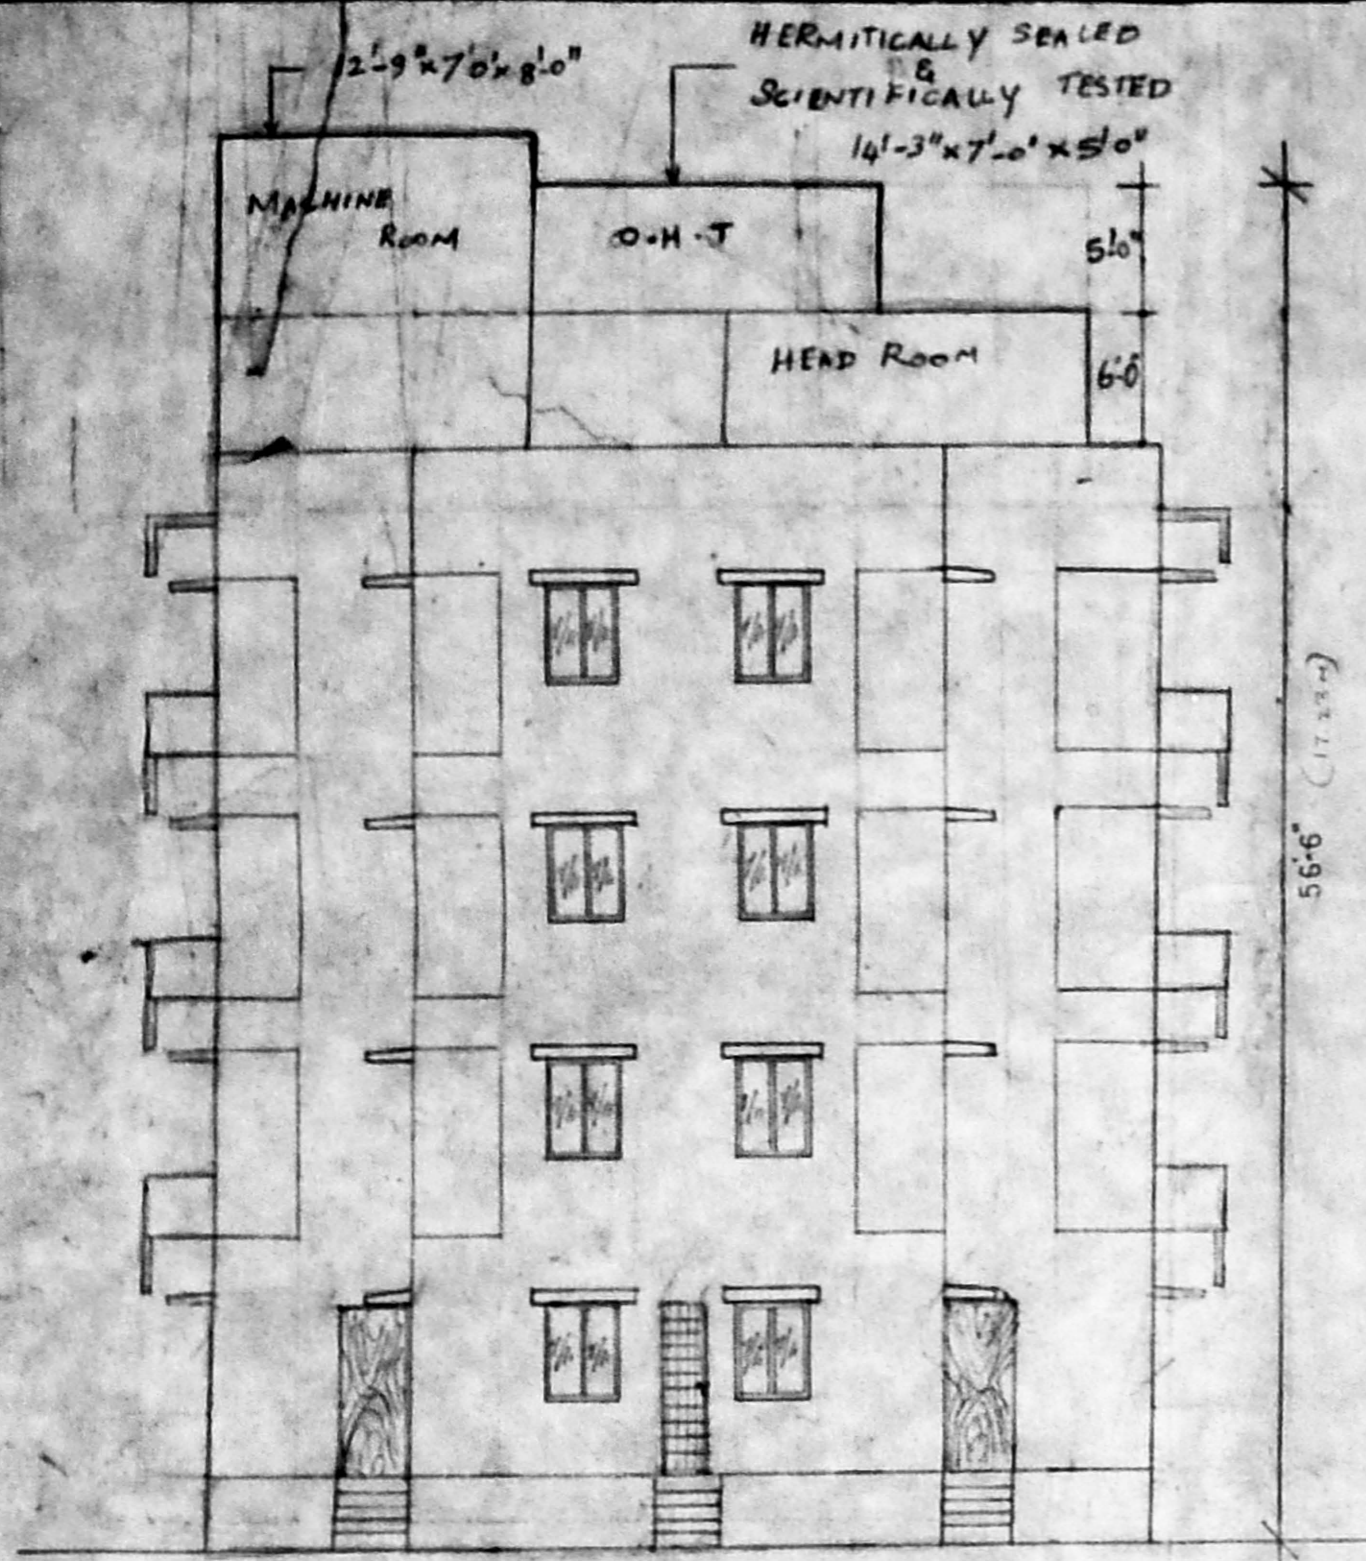 2'-9"x7'0"x8'-0"
HERMITICALLY SEALED
&
SCIENTIFICALLY TESTED
14'-3"x7'-0'x5'0"
MACHINE
ROOM
O.H.T
5'0"
HEAD ROOM
6'-0
56'-6"